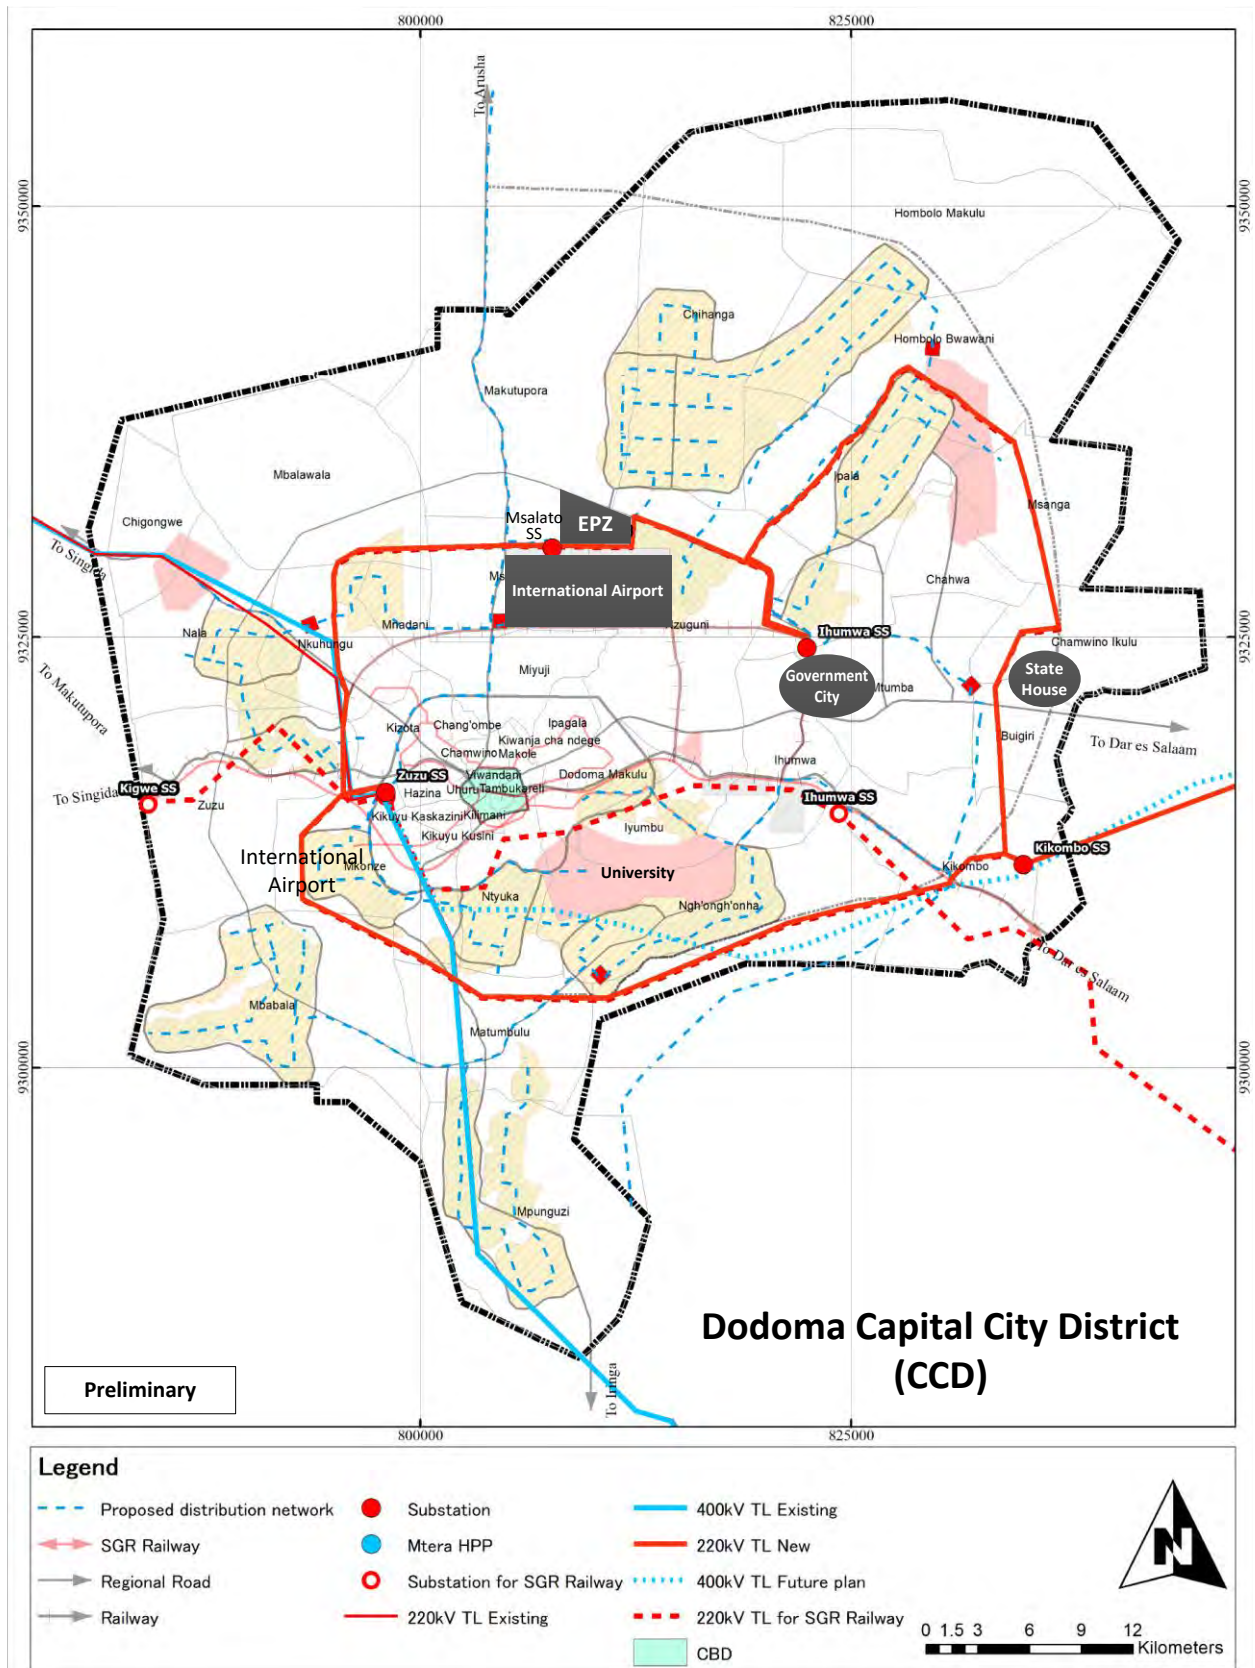 800000
825000
To Arusha
9350000
9350000
Hombolo Makulu
Chihanga
Hombolo Bwawani
Makutupora
Mbalawala
Ipala
Msanga
Chigongwe
Msalato
SS
EPZ
To Singida
International Airport
Chahwa
Nala
Mnadani
Nkuhungu
9325000
9325000
Ihumwa SS
Chamwino Ikulu
To Makutupora
Miyuji
Government
City
State
House
Kizota
Chang'ombe
Ipagala
Buigiri
Kiwanja cha ndege
To Dar es Salaam
Chamwino
Makole
Ihumwa
Zuzu SS
Viwandani
Dodoma Makulu
Kigwe SS
To Singida
Zuzu
Hazina
Uhuru
Tambukareli
Ihumwa SS
Kikuyu Kaskazini
Kilimani
Iyumbu
Kikuyu Kusini
Kikombo SS
International
Airport
Mkonze
University
Kikombo
Ntyuka
Ngh'ongh'onha
To Dar es Salaam
Mbabala
Matumbulu
9300000
9300000
Mpunguzi
Dodoma Capital City District
(CCD)
Preliminary
To Iringa
800000
825000
Legend
Proposed distribution network
Substation
400kV TL Existing
SGR Railway
Mtera HPP
220kV TL New
Regional Road
Substation for SGR Railway
400kV TL Future plan
Railway
220kV TL Existing
220kV TL for SGR Railway
CBD
N
0 1.5 3 6 9 12
Kilometers